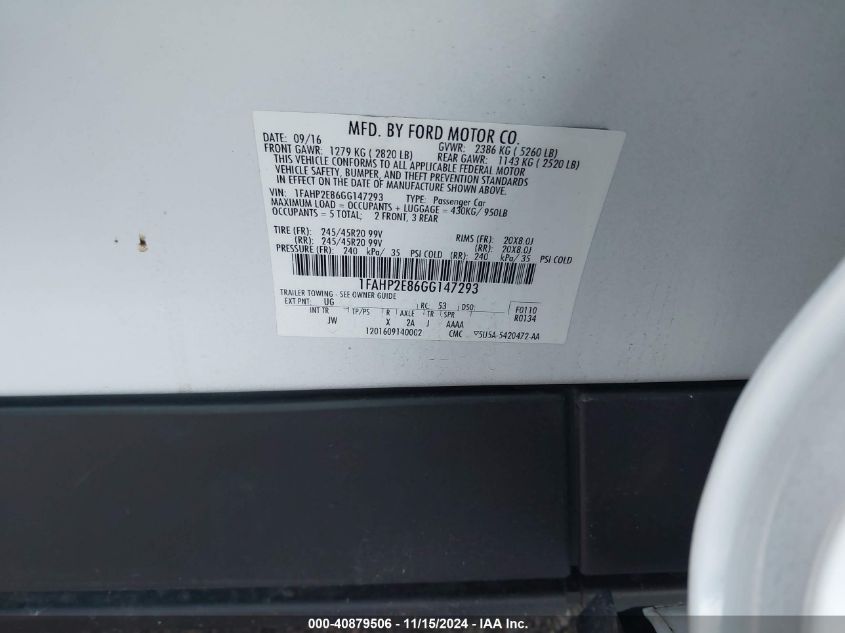 MFD. BY FORD MOTOR CO.
DATE: 09/16 GVWR: 2386 KG ( 5260 LB)
FRONT GAWR: 1279 KG ( 2820 LB) REAR GAWR: 1143 KG ( 2520 LB)
THIS VEHICLE CONFORMS TO ALL APPLICABLE FEDERAL MOTOR
VEHICLE SAFETY, BUMPER, AND THEFT PREVENTION STANDARDS
IN EFFECT ON THE DATE OF MANUFACTURE SHOWN ABOVE.
VIN: 1FAHP2E86GG147293 TYPE: Passenger Car
MAXIMUM LOAD = OCCUPANTS + LUGGAGE = 430KG/ 950LB
OCCUPANTS = 5 TOTAL; 2 FRONT, 3 REAR
TIRE (FR): 245/45R20 99V RIMS (FR): 20X8.0J
(RR): 245/45R20 99V (RR): 20X8.0J
PRESSURE (FR): 240 kPa/ 35 PSI COLD (RR): 240 kPa/ 35 PSI COLD
1FAHP2E86GG147293
TRAILER TOWING - SEE OWNER GUIDE
EXT PNT: UG RC: 53 DSO: F0110
INT TR TP/PS R AXLE TR SPR R0134
JW X 2A J AAAA
1201609140002 CMC 5U5A-5420472-AA
000-40879506 - 11/15/2024 - IAA Inc.